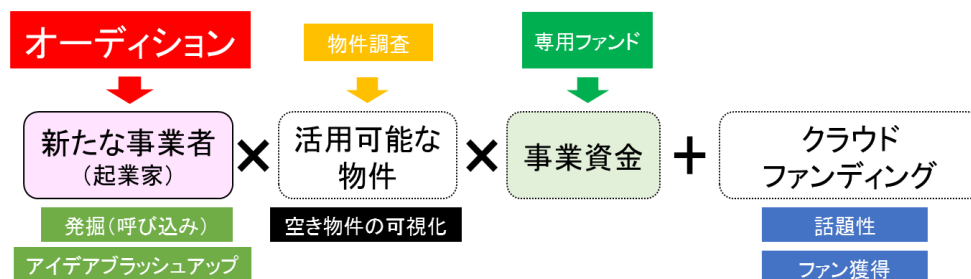 オーディション
物件調査
専用ファンド
新たな事業者
（起業家）
×
活用可能な
物件
×
事業資金
＋
クラウド
ファンディング
発掘（呼び込み）
アイデアブラッシュアップ
空き物件の可視化
話題性
ファン獲得